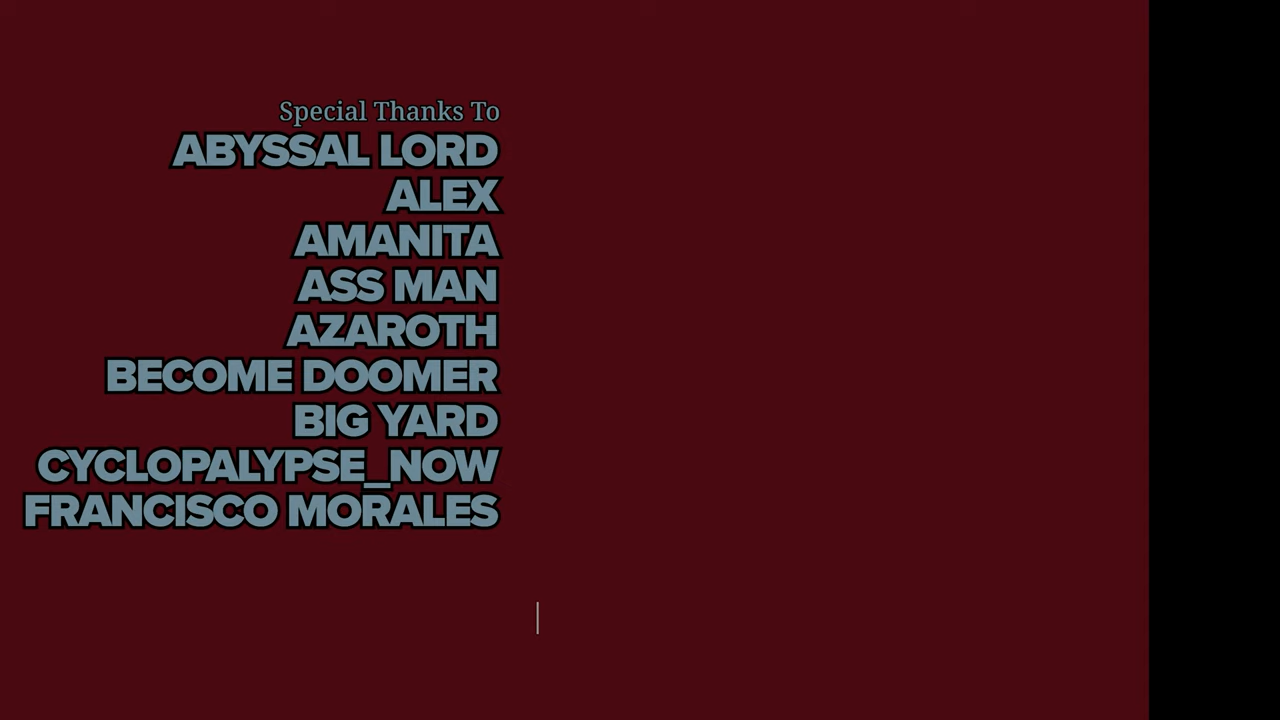 Special Thanks To
ABYSSAL LORD
ALEX
AMANITA
ASS MAN
AZAROTH
BECOME DOOMER
BIG YARD
CYCLOPALYPSE_NOW
FRANCISCO MORALES